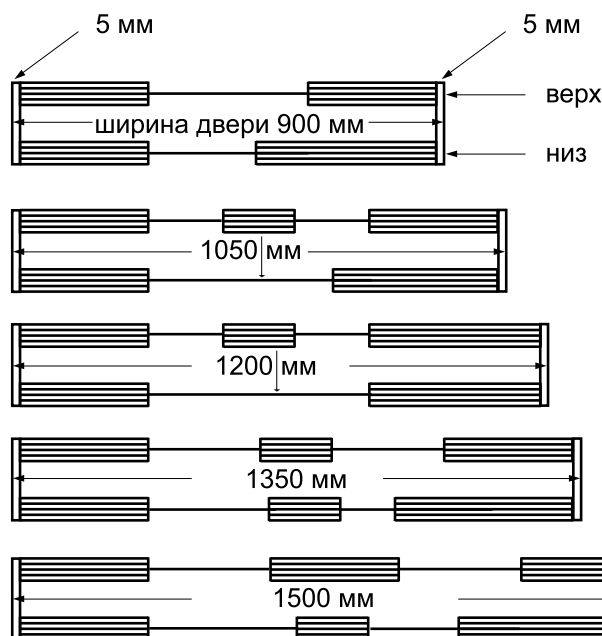 5 мм 5 мм
верх
ширина двери 900 мм
низ
1050 мм
1200 мм
1350 мм
1500 мм